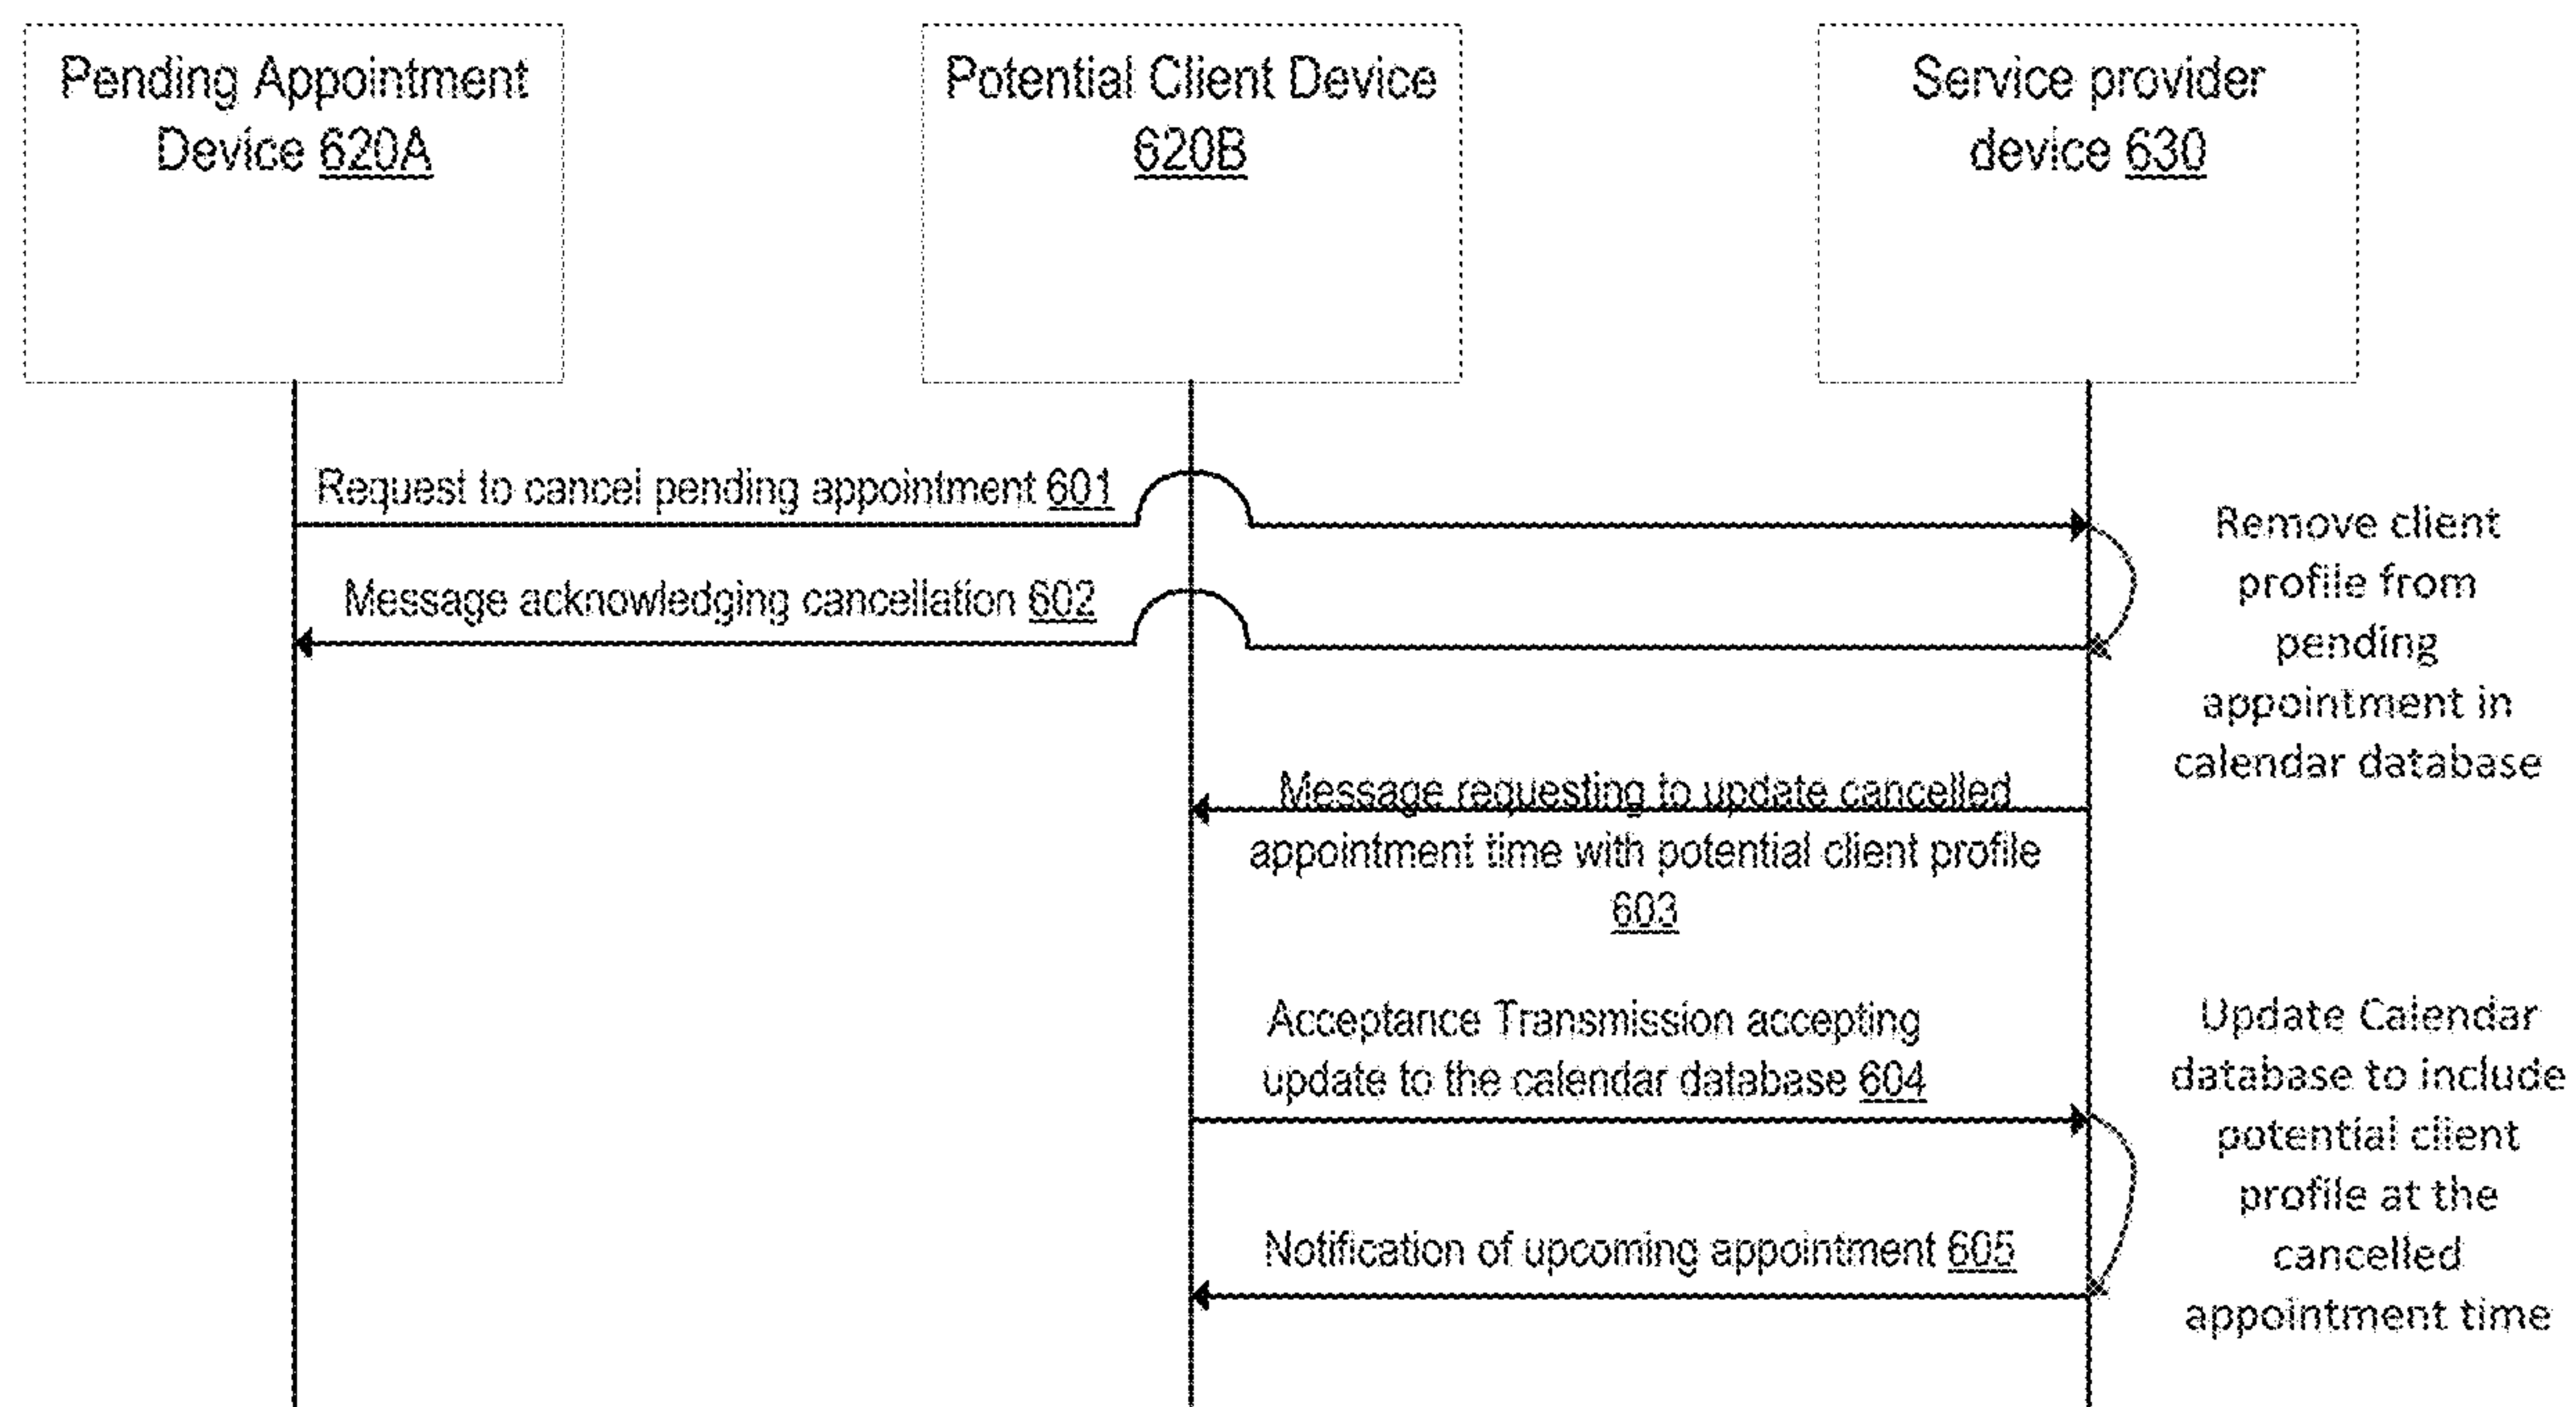 Pending Appointment
Device 620A
Potential Client Device
620B
Service provider
device 630
Request to cancel pending appointment 601
Message acknowledging cancellation 602
Remove client
profile from
pending
appointment in
calendar database
Message requesting to update cancelled
appointment time with potential client profile
603
Acceptance Transmission accepting
update to the calendar database 604
Update Calendar
database to include
potential client
profile at the
cancelled
appointment time
Notification of upcoming appointment 605